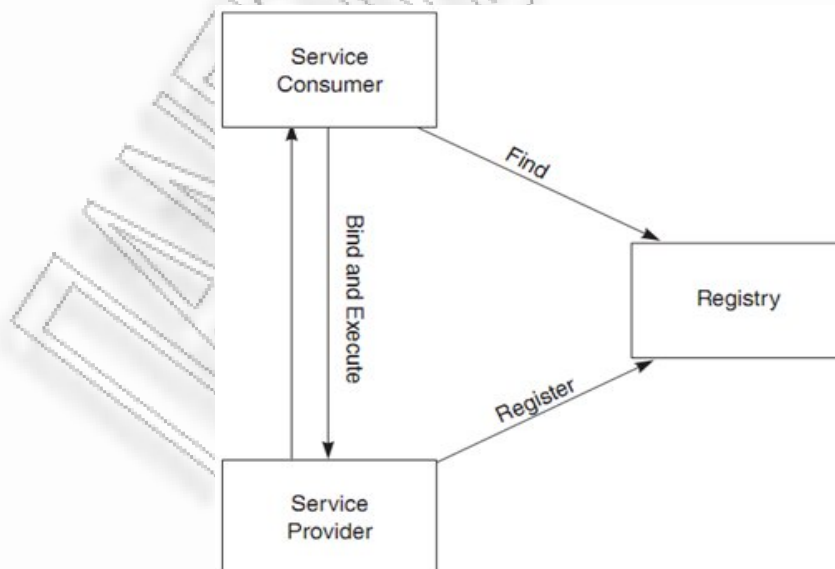 Service
Consumer
Find
Bind and Execute
Registry
Register
Service
Provider